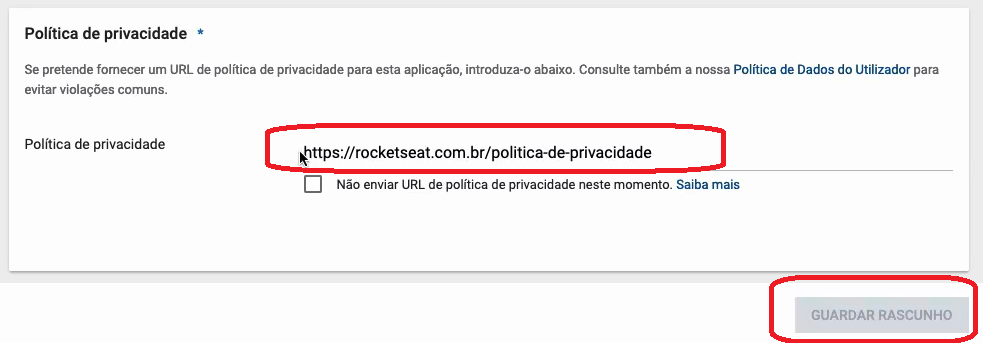 Política de privacidade *
Se pretende fornecer um URL de política de privacidade para esta aplicação, introduza-o abaixo. Consulte também a nossa Política de Dados do Utilizador para
evitar violações comuns.
Política de privacidade
https://rocketseat.com.br/politica-de-privacidade
Não enviar URL de política de privacidade neste momento. Saiba mais
GUARDAR RASCUNHO